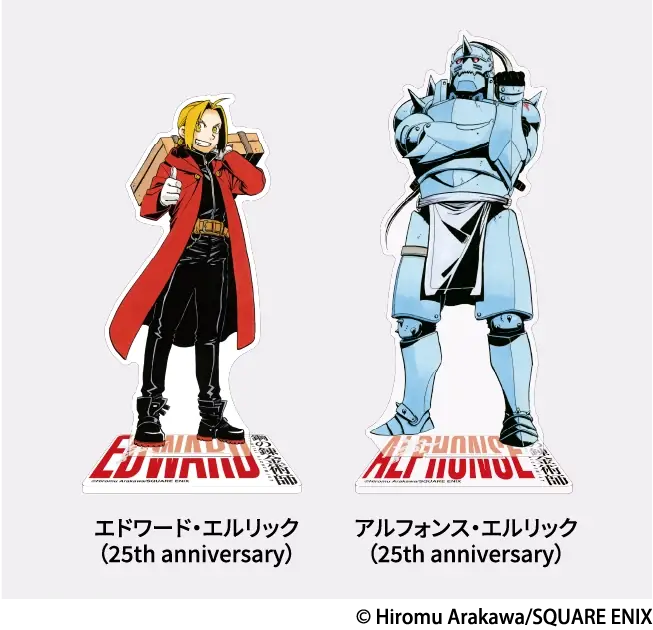 EDWARD
鋼の錬金術師
©Hiromu Arakawa/SQUARE ENIX
ALPHONSE
鋼の錬金術師
©Hiromu Arakawa/SQUARE ENIX
エドワード・エルリック
（25th anniversary）
アルフォンス・エルリック
（25th anniversary）
© Hiromu Arakawa/SQUARE ENIX